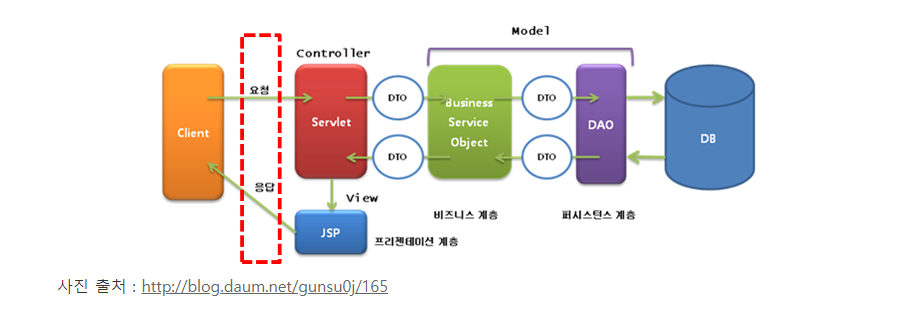 Model
Controller
요청
DTO
DTO
Client
Servlet
Business
Service
Object
DAO
DB
DTO
DTO
응답
View
JSP
프리젠테이션 계층
비즈니스 계층
퍼시스턴스 계층
사진 출처 : http://blog.daum.net/gunsu0j/165